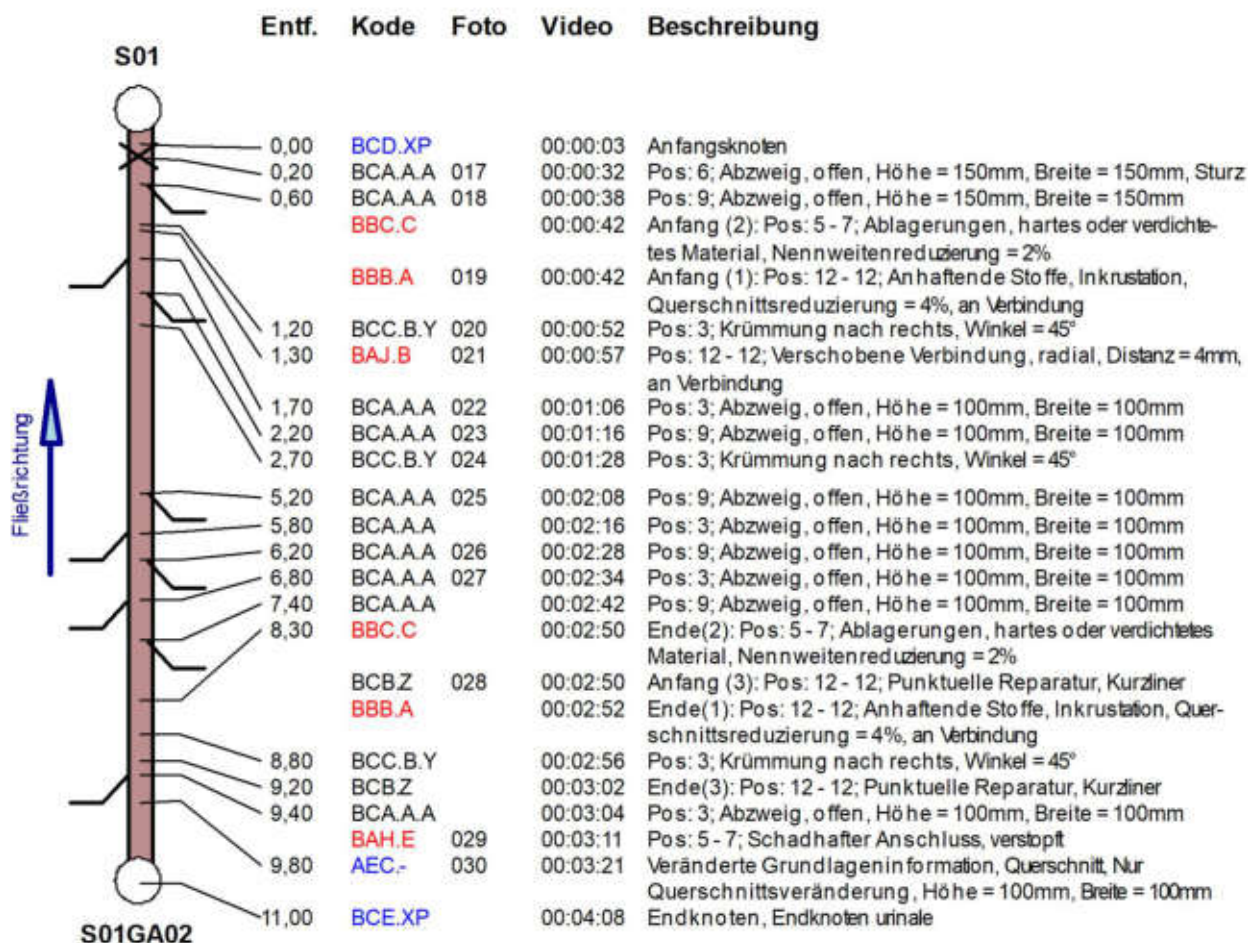 Entf. Kode Foto Video Beschreibung
S01
0,00 BCD.XP 00:00:03 Anfangsknoten
0,20 BCA.A.A 017 00:00:32 Pos: 6; Abzweig, offen, Höhe = 150mm, Breite = 150mm, Sturz
0,60 BCA.A.A 018 00:00:38 Pos: 9; Abzweig, offen, Höhe = 150mm, Breite = 150mm
BBC.C 00:00:42 Anfang (2): Pos: 5 - 7; Ablagerungen, hartes oder verdichte-
tes Material, Nennweitenreduzierung = 2%
BBB.A 019 00:00:42 Anfang (1): Pos: 12 - 12; Anhaftende Stoffe, Inkrustation,
Querschnittsreduzierung = 4%, an Verbindung
1,20 BCC.B.Y 020 00:00:52 Pos: 3; Krümmung nach rechts, Winkel = 45°
1,30 BAJ.B 021 00:00:57 Pos: 12 - 12; Verschobene Verbindung, radial, Distanz = 4mm,
an Verbindung
1,70 BCA.A.A 022 00:01:06 Pos: 3; Abzweig, offen, Höhe = 100mm, Breite = 100mm
2,20 BCA.A.A 023 00:01:16 Pos: 9; Abzweig, offen, Höhe = 100mm, Breite = 100mm
2,70 BCC.B.Y 024 00:01:28 Pos: 3; Krümmung nach rechts, Winkel = 45°
Fließrichtung
5,20 BCA.A.A 025 00:02:08 Pos: 9; Abzweig, offen, Höhe = 100mm, Breite = 100mm
5,80 BCA.A.A 00:02:16 Pos: 3; Abzweig, offen, Höhe = 100mm, Breite = 100mm
6,20 BCA.A.A 026 00:02:28 Pos: 9; Abzweig, offen, Höhe = 100mm, Breite = 100mm
6,80 BCA.A.A 027 00:02:34 Pos: 3; Abzweig, offen, Höhe = 100mm, Breite = 100mm
7,40 BCA.A.A 00:02:42 Pos: 9; Abzweig, offen, Höhe = 100mm, Breite = 100mm
8,30 BBC.C 00:02:50 Ende(2): Pos: 5 - 7; Ablagerungen, hartes oder verdichtetes
Material, Nennweitenreduzierung = 2%
BCB.Z 028 00:02:50 Anfang (3): Pos: 12 - 12; Punktuelle Reparatur, Kurzliner
BBB.A 00:02:52 Ende(1): Pos: 12 - 12; Anhaftende Stoffe, Inkrustation, Quer-
schnittsreduzierung = 4%, an Verbindung
8,80 BCC.B.Y 00:02:56 Pos: 3; Krümmung nach rechts, Winkel = 45°
9,20 BCB.Z 00:03:02 Ende(3): Pos: 12 - 12; Punktuelle Reparatur, Kurzliner
9,40 BCA.A.A 00:03:04 Pos: 3; Abzweig, offen, Höhe = 100mm, Breite = 100mm
BAH.E 029 00:03:11 Pos: 5 - 7; Schadhafter Anschluss, verstopft
9,80 AEC.- 030 00:03:21 Veränderte Grundlageninformation, Querschnitt, Nur
Querschnittsveränderung, Höhe = 100mm, Breite = 100mm
11,00 BCE.XP 00:04:08 Endknoten, Endknoten urinale
S01GA02